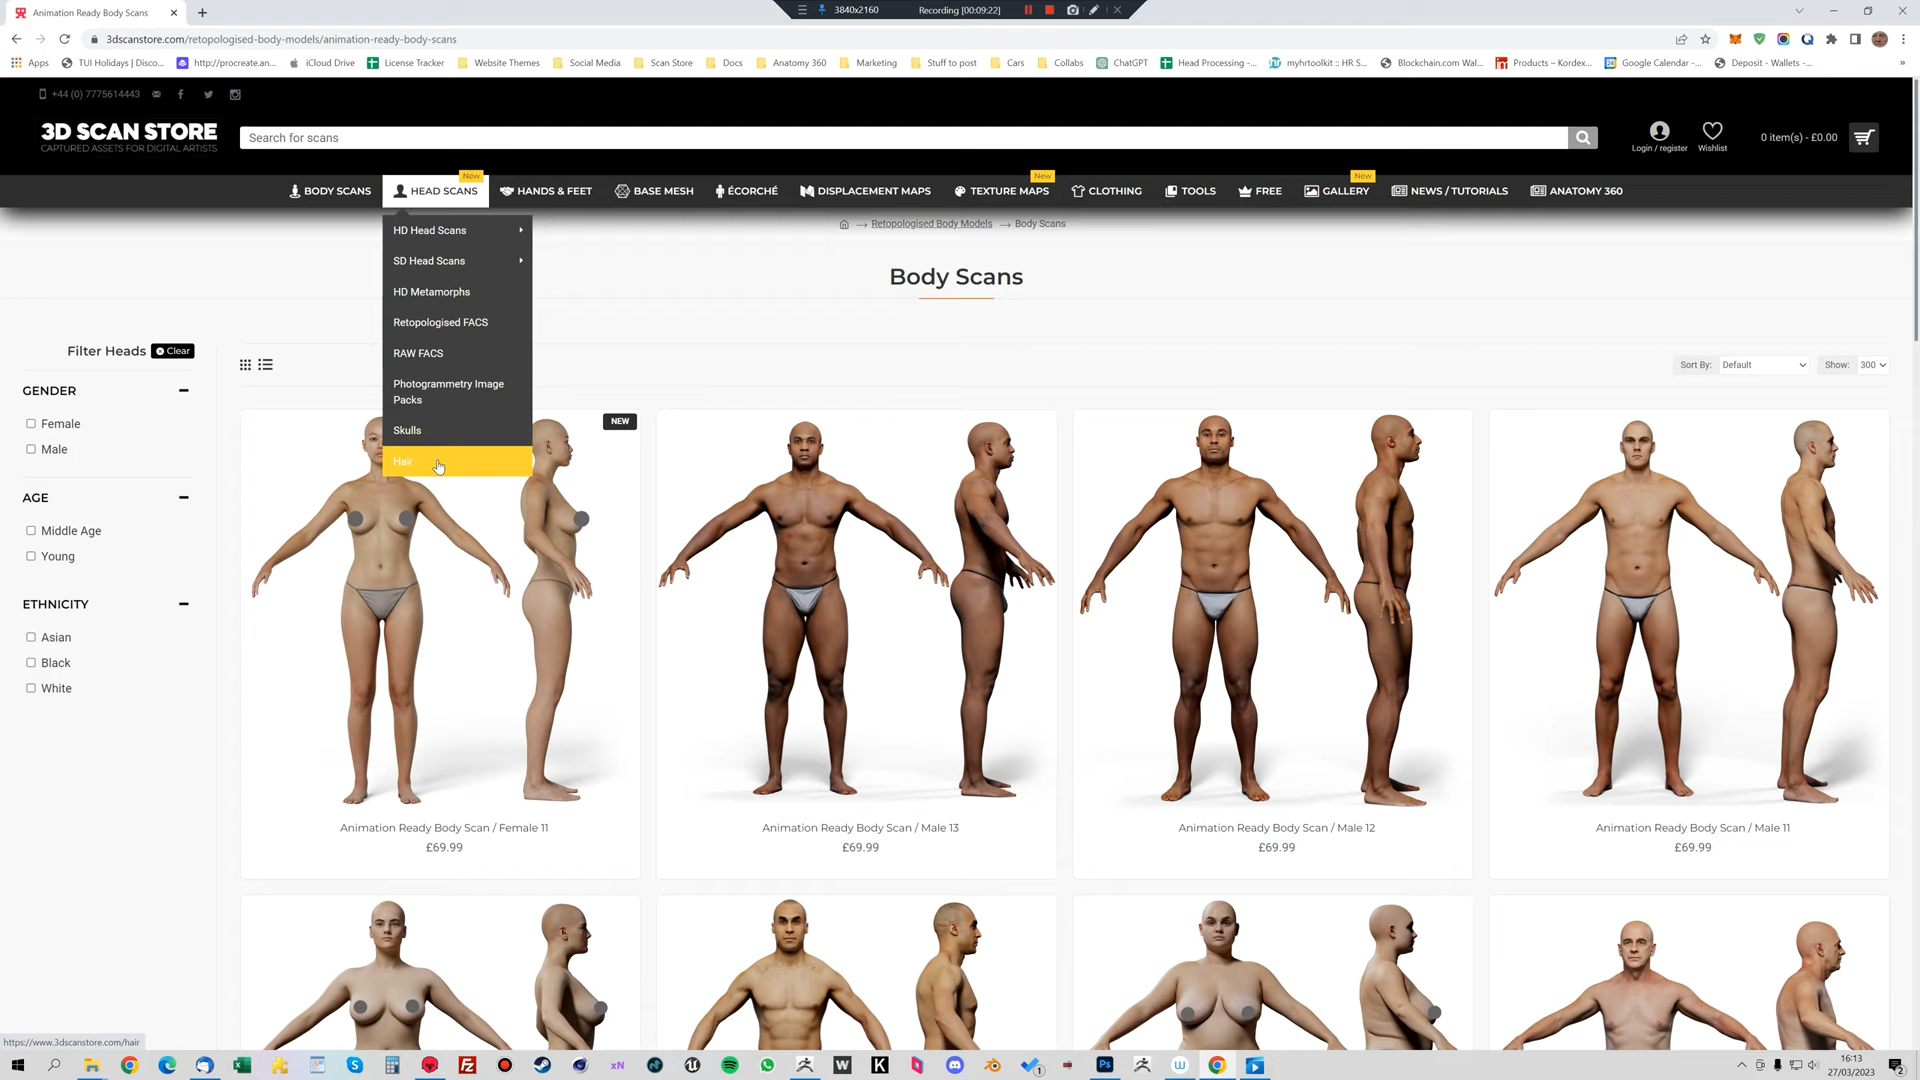 Animation Ready Body Scans
3840x2160
Recording [00:09:22]
3dscanstore.com/retopologised-body-models/animation-ready-body-scans
Apps
TUI Holidays | Disco...
http://procreate.an...
iCloud Drive
License Tracker
Website Themes
Social Media
Scan Store
Docs
Anatomy 360
Marketing
Stuff to post
Cars
Collabs
ChatGPT
Head Processing -...
myhrtoolkit :: HR S...
Blockchain.com Wal...
Products – Kordex...
Google Calendar -...
Deposit - Wallets -...
+44 (0) 7775614443
3D SCAN STORE
CAPTURED ASSETS FOR DIGITAL ARTISTS
Search for scans
Login / register
Wishlist
0 item(s) - £0.00
New
New
New
BODY SCANS
HEAD SCANS
HANDS & FEET
BASE MESH
ÉCORCHÉ
DISPLACEMENT MAPS
TEXTURE MAPS
CLOTHING
TOOLS
FREE
GALLERY
NEWS / TUTORIALS
ANATOMY 360
Retopologised Body Models
Body Scans
HD Head Scans
SD Head Scans
HD Metamorphs
Retopologised FACS
RAW FACS
Photogrammetry Image
Packs
Skulls
Hair
Body Scans
Filter Heads
Clear
GENDER
Female
Male
AGE
Middle Age
Young
ETHNICITY
Asian
Black
White
Sort By:
Default
Show:
300
NEW
Animation Ready Body Scan / Female 11
£69.99
Animation Ready Body Scan / Male 13
£69.99
Animation Ready Body Scan / Male 12
£69.99
Animation Ready Body Scan / Male 11
£69.99
https://www.3dscanstore.com/hair
16:13
27/03/2023